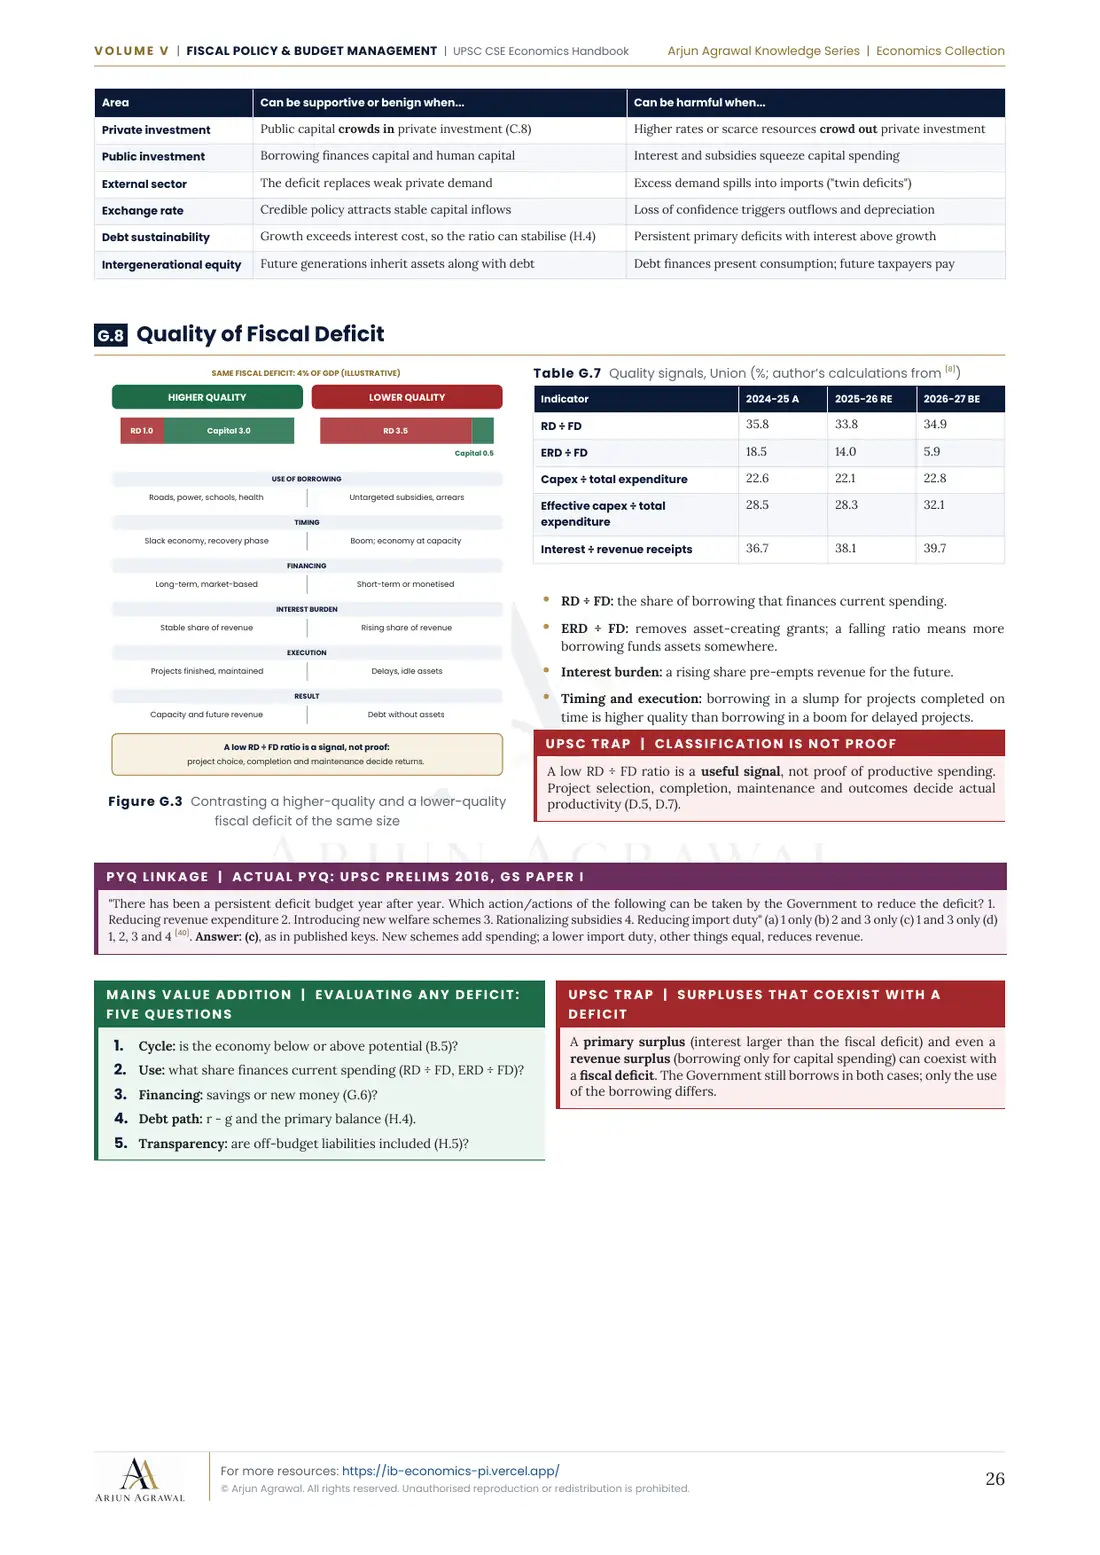 VOLUME V | FISCAL POLICY & BUDGET MANAGEMENT | UPSC CSE Economics Handbook Arjun Agrawal Knowledge Series | Economics Collection
Area Can be supportive or benign when... Can be harmful when...
Private investment Public capital crowds in private investment (C.8) Higher rates or scarce resources crowd out private investment
Public investment Borrowing finances capital and human capital Interest and subsidies squeeze capital spending
External sector The deficit replaces weak private demand Excess demand spills into imports ("twin deficits")
Exchange rate Credible policy attracts stable capital inflows Loss of confidence triggers outflows and depreciation
Debt sustainability Growth exceeds interest cost, so the ratio can stabilise (H.4) Persistent primary deficits with interest above growth
Intergenerational equity Future generations inherit assets along with debt Debt finances present consumption; future taxpayers pay
G.8 Quality of Fiscal Deficit
SAME FISCAL DEFICIT: 4% OF GDP (ILLUSTRATIVE)
HIGHER QUALITY LOWER QUALITY
RD 1.0 Capital 3.0 RD 3.5
Capital 0.5
USE OF BORROWING
Roads, power, schools, health Untargeted subsidies, arrears
TIMING
Slack economy, recovery phase Boom; economy at capacity
FINANCING
Long-term, market-based Short-term or monetised
INTEREST BURDEN
Stable share of revenue Rising share of revenue
EXECUTION
Projects finished, maintained Delays, idle assets
RESULT
Capacity and future revenue Debt without assets
A low RD ÷ FD ratio is a signal, not proof:
project choice, completion and maintenance decide returns.
Figure G.3 Contrasting a higher-quality and a lower-quality
fiscal deficit of the same size
Table G.7 Quality signals, Union (%; author's calculations from [8])
Indicator 2024-25 A 2025-26 RE 2026-27 BE
RD ÷ FD 35.8 33.8 34.9
ERD ÷ FD 18.5 14.0 5.9
Capex ÷ total expenditure 22.6 22.1 22.8
Effective capex ÷ total 28.5 28.3 32.1
expenditure
Interest ÷ revenue receipts 36.7 38.1 39.7
• RD ÷ FD: the share of borrowing that finances current spending.
• ERD ÷ FD: removes asset-creating grants; a falling ratio means more
borrowing funds assets somewhere.
• Interest burden: a rising share pre-empts revenue for the future.
• Timing and execution: borrowing in a slump for projects completed on
time is higher quality than borrowing in a boom for delayed projects.
UPSC TRAP | CLASSIFICATION IS NOT PROOF
A low RD ÷ FD ratio is a useful signal, not proof of productive spending.
Project selection, completion, maintenance and outcomes decide actual
productivity (D.5, D.7).
ARJUN AGRAWAL
PYQ LINKAGE | ACTUAL PYQ: UPSC PRELIMS 2016, GS PAPER I
"There has been a persistent deficit budget year after year. Which action/actions of the following can be taken by the Government to reduce the deficit? 1.
Reducing revenue expenditure 2. Introducing new welfare schemes 3. Rationalizing subsidies 4. Reducing import duty" (a) 1 only (b) 2 and 3 only (c) 1 and 3 only (d)
1, 2, 3 and 4 [40]. Answer: (c), as in published keys. New schemes add spending; a lower import duty, other things equal, reduces revenue.
MAINS VALUE ADDITION | EVALUATING ANY DEFICIT:
FIVE QUESTIONS
1. Cycle: is the economy below or above potential (B.5)?
2. Use: what share finances current spending (RD ÷ FD, ERD ÷ FD)?
3. Financing: savings or new money (G.6)?
4. Debt path: r - g and the primary balance (H.4).
5. Transparency: are off-budget liabilities included (H.5)?
UPSC TRAP | SURPLUSES THAT COEXIST WITH A
DEFICIT
A primary surplus (interest larger than the fiscal deficit) and even a
revenue surplus (borrowing only for capital spending) can coexist with
a fiscal deficit. The Government still borrows in both cases; only the use
of the borrowing differs.
ARJUN AGRAWAL
For more resources: https://ib-economics-pi.vercel.app/
© Arjun Agrawal. All rights reserved. Unauthorised reproduction or redistribution is prohibited.
26